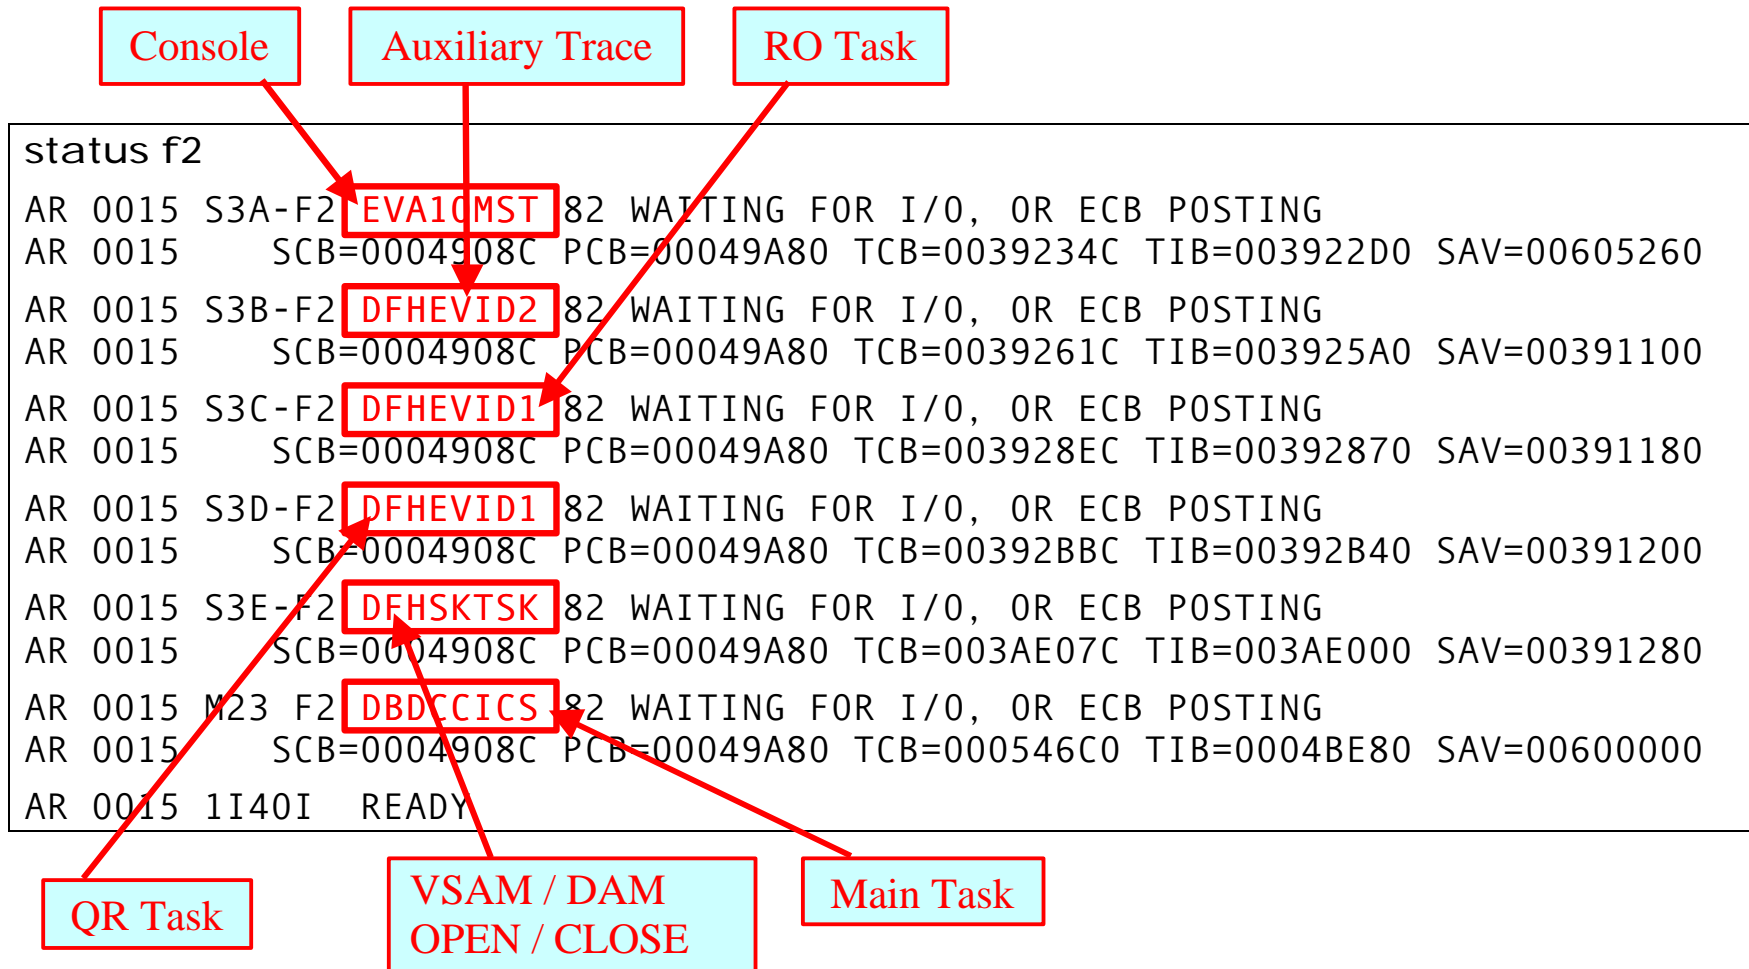 Console
Auxiliary Trace
RO Task
status f2
AR 0015 S3A-F2 EVA10MST 82 WAITING FOR I/O, OR ECB POSTING
AR 0015 SCB=0004908C PCB=00049A80 TCB=0039234C TIB=003922D0 SAV=00605260
AR 0015 S3B-F2 DFHEVID2 82 WAITING FOR I/O, OR ECB POSTING
AR 0015 SCB=0004908C PCB=00049A80 TCB=0039261C TIB=003925A0 SAV=00391100
AR 0015 S3C-F2 DFHEVID1 82 WAITING FOR I/O, OR ECB POSTING
AR 0015 SCB=0004908C PCB=00049A80 TCB=003928EC TIB=00392870 SAV=00391180
AR 0015 S3D-F2 DFHEVID1 82 WAITING FOR I/O, OR ECB POSTING
AR 0015 SCB=0004908C PCB=00049A80 TCB=00392BBC TIB=00392B40 SAV=00391200
AR 0015 S3E-F2 DFHSKTSK 82 WAITING FOR I/O, OR ECB POSTING
AR 0015 SCB=0004908C PCB=00049A80 TCB=003AE07C TIB=003AE000 SAV=00391280
AR 0015 M23 F2 DBDCCICS 82 WAITING FOR I/O, OR ECB POSTING
AR 0015 SCB=0004908C PCB=00049A80 TCB=000546C0 TIB=0004BE80 SAV=00600000
AR 0015 1I40I READY
QR Task
VSAM / DAM
OPEN / CLOSE
Main Task